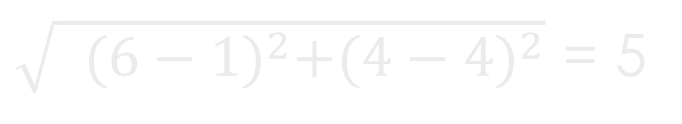 √((6 − 1)²+(4 − 4)²) = 5